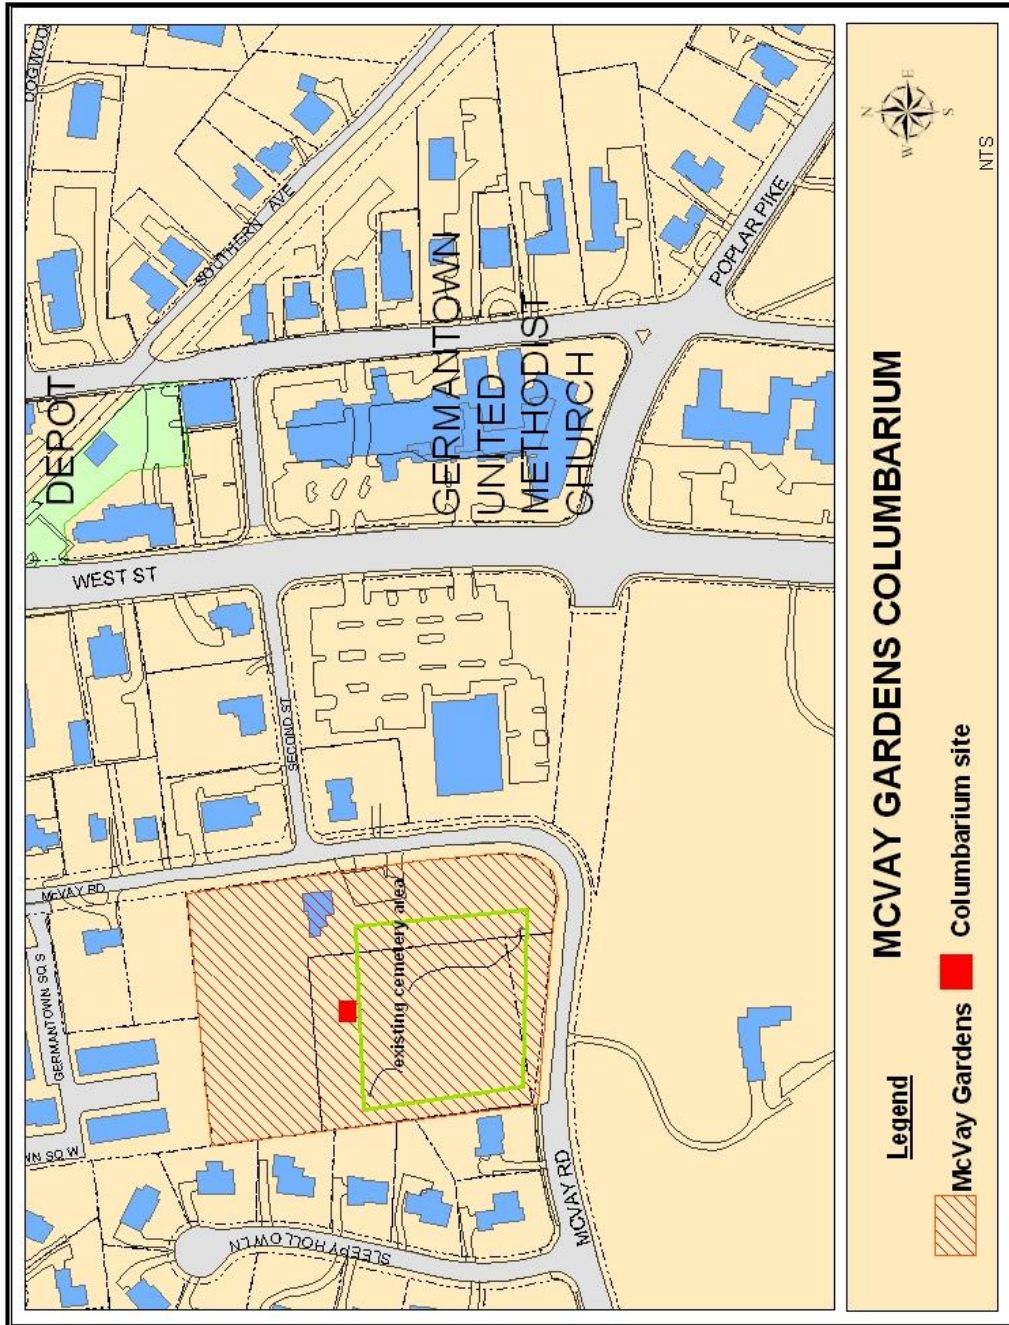 DOGWOO
SOUTHERN AVE
DEPOT
GERMANTOWN
UNITED
METHODIST
CHURCH
POPLAR PIKE
WEST ST
SECOND ST
McVAY RD
GERMANTOWN SQ S
WN SQ W
existing cemetery area
SLEEPY HOLLOW LN
MCVAY RD
MCVAY GARDENS COLUMBARIUM
Legend
McVay Gardens
Columbarium site
N
E
S
W
NTS